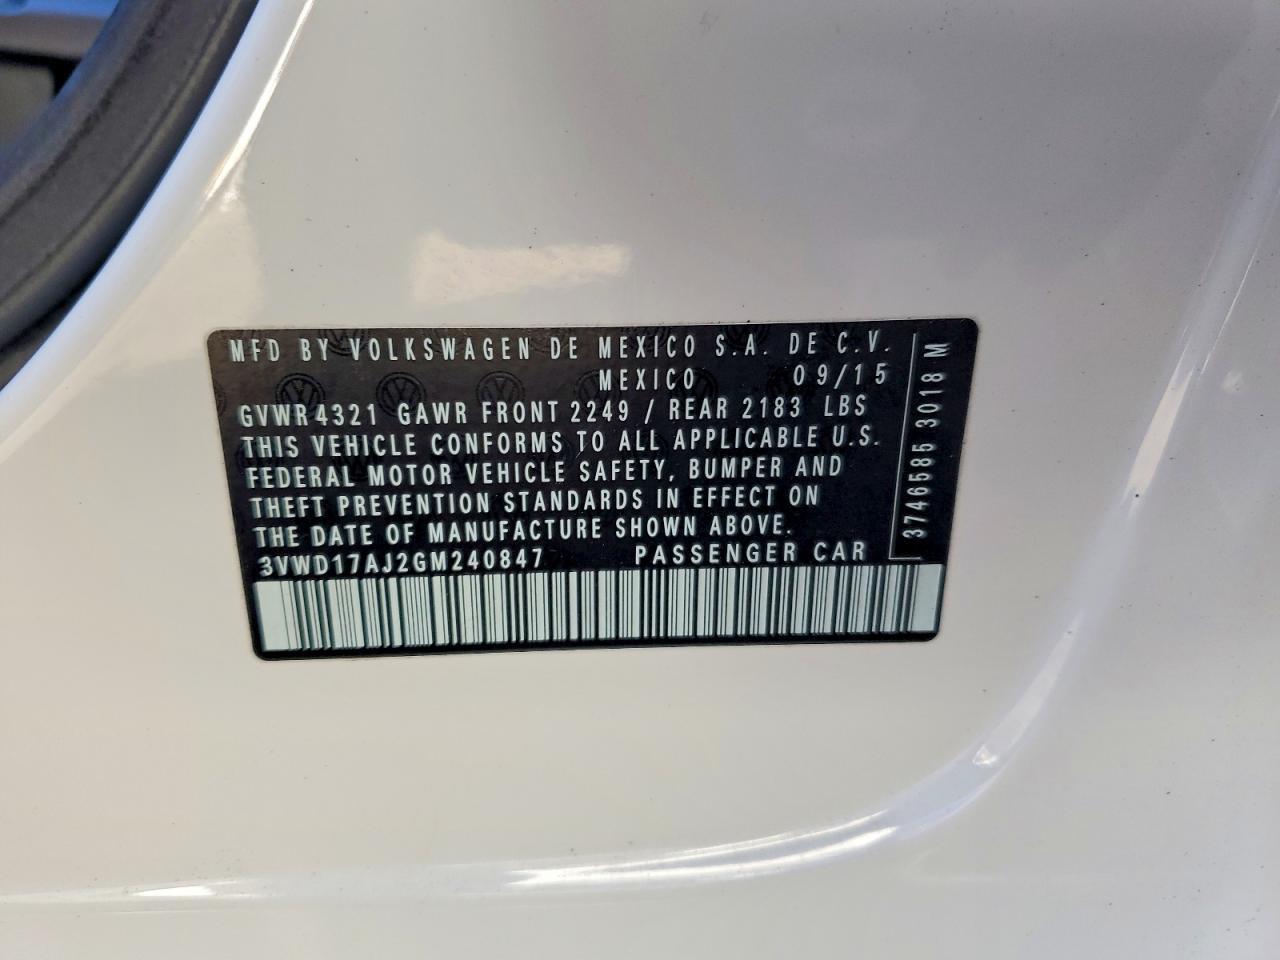 MFD BY VOLKSWAGEN DE MEXICO S.A. DE C.V.
MEXICO 09/15
GVWR 4321 GAWR FRONT 2249 / REAR 2183 LBS
THIS VEHICLE CONFORMS TO ALL APPLICABLE U.S.
FEDERAL MOTOR VEHICLE SAFETY, BUMPER AND
THEFT PREVENTION STANDARDS IN EFFECT ON
THE DATE OF MANUFACTURE SHOWN ABOVE.
3VWD17AJ2GM240847 PASSENGER CAR
3746585 3018 M